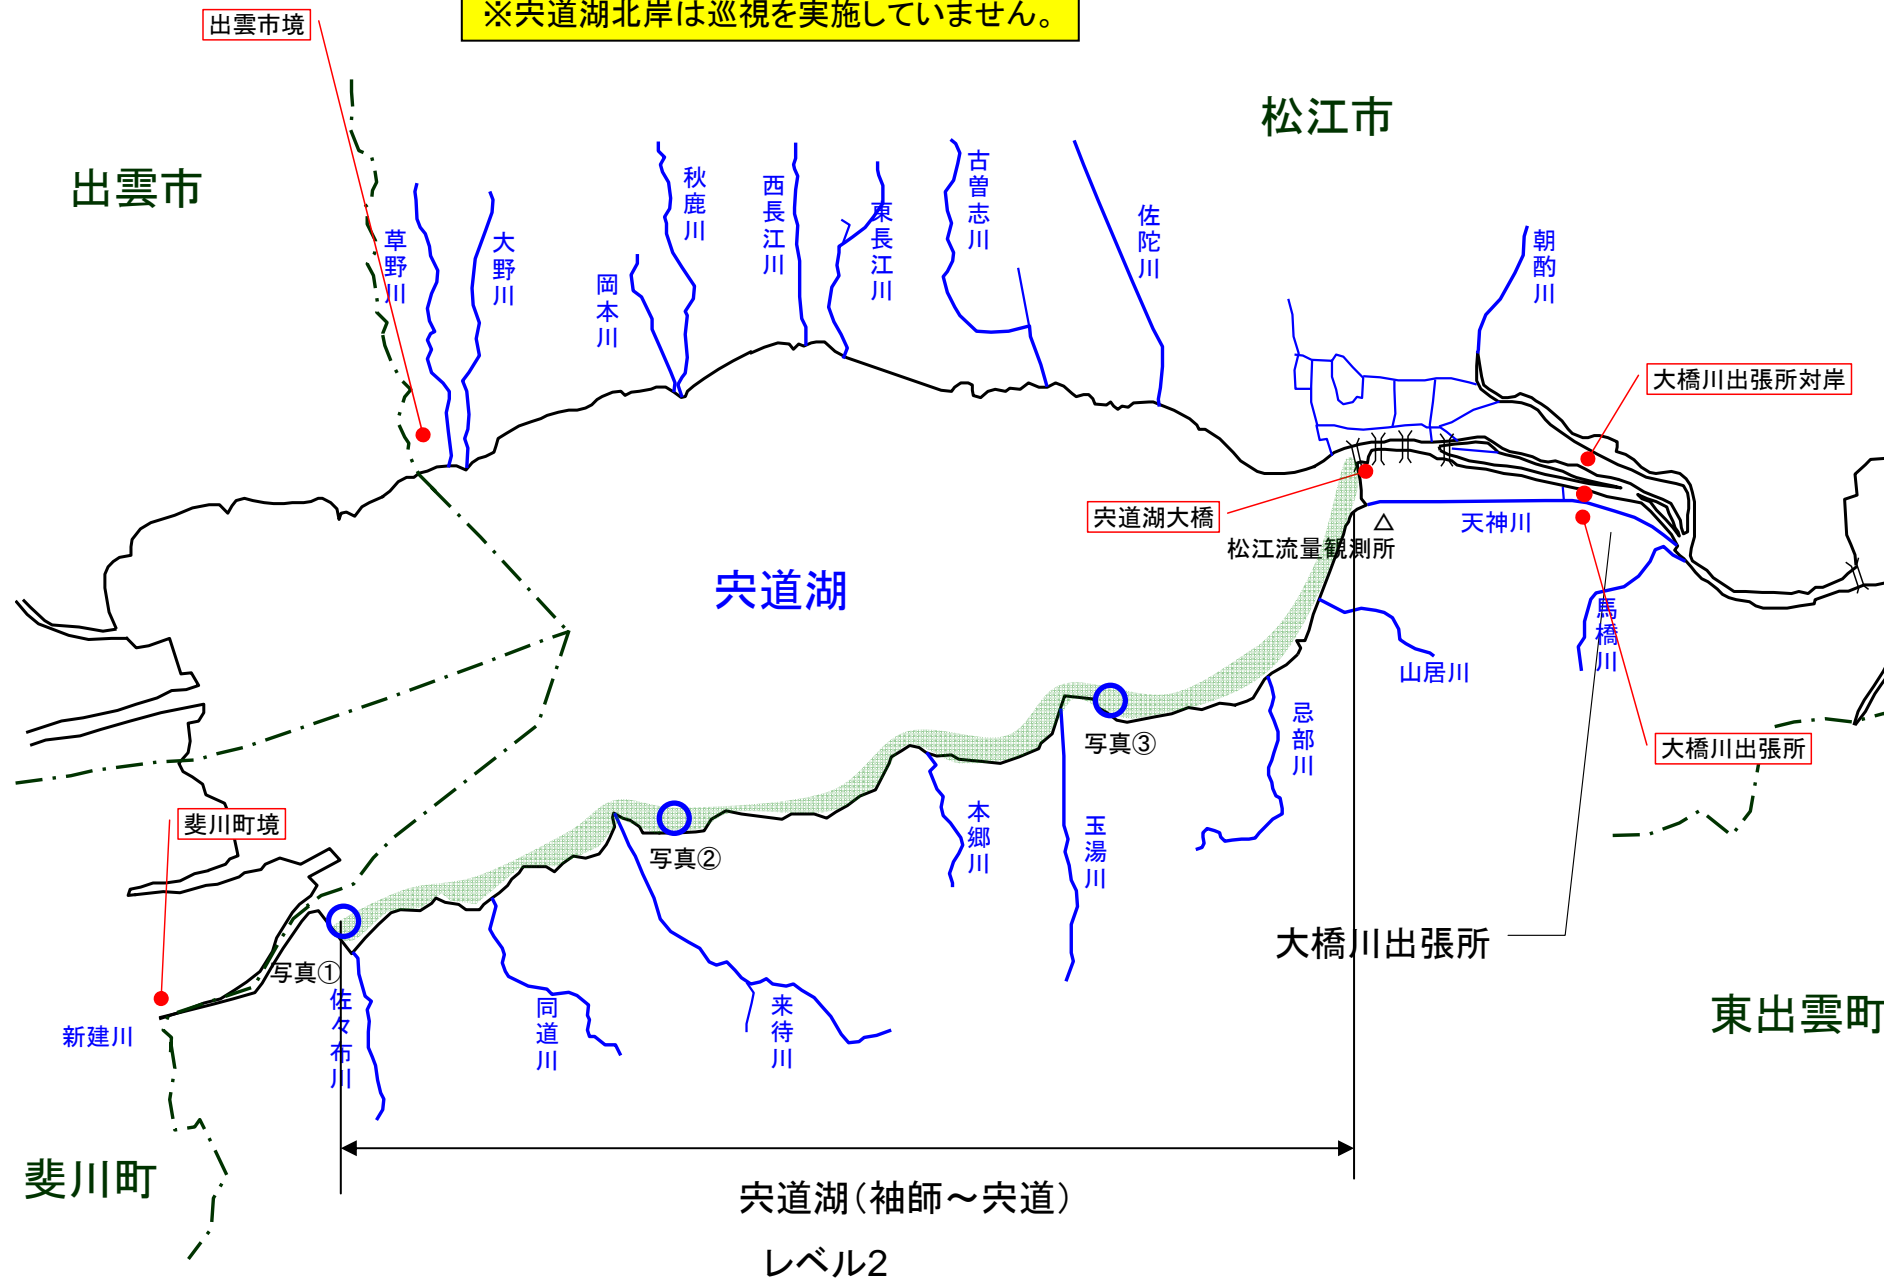 ※宍道湖北岸は巡視を実施していません。
出雲市境
松江市
出雲市
草野川
大野川
岡本川
秋鹿川
西長江川
東長江川
古曽志川
佐陀川
朝酌川
大橋川出張所対岸
宍道湖大橋
天神川
松江流量観測所
宍道湖
馬橋川
山居川
忌部川
写真③
大橋川出張所
斐川町境
写真②
本郷川
玉湯川
大橋川出張所
写真①
新建川
佐々布川
同道川
来待川
東出雲町
斐川町
宍道湖(袖師～宍道)
レベル2